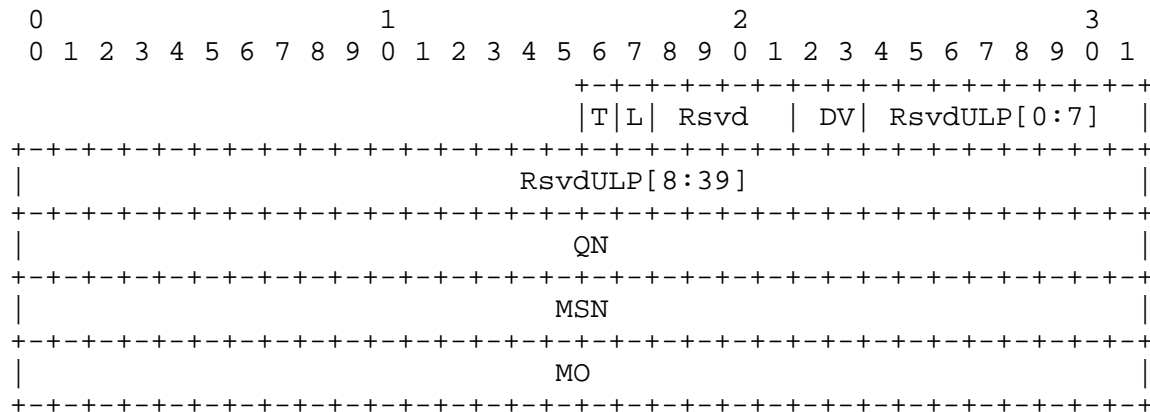 0                   1                   2                   3
0 1 2 3 4 5 6 7 8 9 0 1 2 3 4 5 6 7 8 9 0 1 2 3 4 5 6 7 8 9 0 1
                                +-+-+-+-+-+-+-+-+-+-+-+-+-+-+-+-+
                                |T|L| Rsvd  | DV| RsvdULP[0:7]  |
+-+-+-+-+-+-+-+-+-+-+-+-+-+-+-+-+-+-+-+-+-+-+-+-+-+-+-+-+-+-+-+-+
|                            RsvdULP[8:39]                      |
+-+-+-+-+-+-+-+-+-+-+-+-+-+-+-+-+-+-+-+-+-+-+-+-+-+-+-+-+-+-+-+-+
|                               QN                              |
+-+-+-+-+-+-+-+-+-+-+-+-+-+-+-+-+-+-+-+-+-+-+-+-+-+-+-+-+-+-+-+-+
|                              MSN                              |
+-+-+-+-+-+-+-+-+-+-+-+-+-+-+-+-+-+-+-+-+-+-+-+-+-+-+-+-+-+-+-+-+
|                              MO                               |
+-+-+-+-+-+-+-+-+-+-+-+-+-+-+-+-+-+-+-+-+-+-+-+-+-+-+-+-+-+-+-+-+